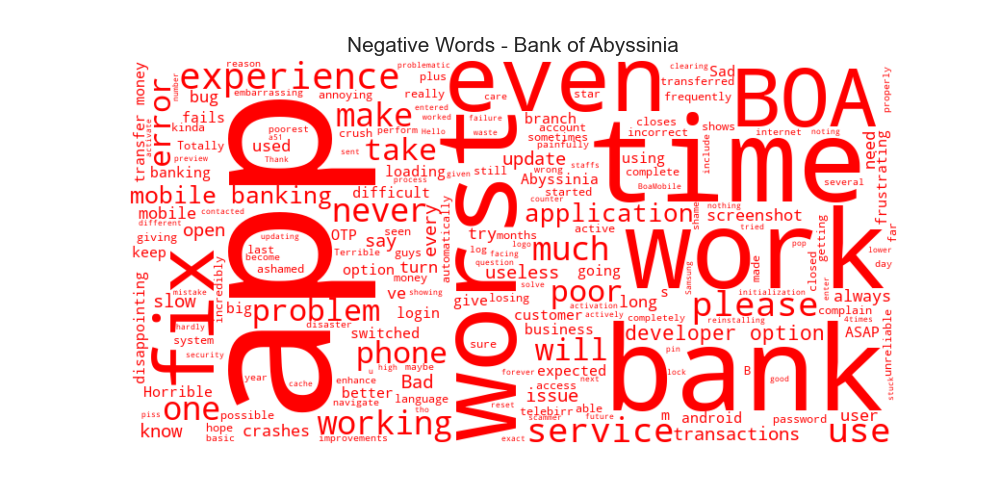 Negative Words - Bank of Abyssinia
app
worst
bank
work
time
BOA
even
fix
experience
error
make
take
never
problem
phone
working
one
service
use
please
will
poor
much
application
developer option
issue
update
banking
mobile banking
mobile
transfer money
reason
embarrassing
annoying
problematic
plus
really
care
entered
worked
Hello
star
clearing
transferred
Sad
frequently
properly
number
bug
fails
kinda
Totally
activate
preview
used
poorest
a51
Thank
crush
perform
sent
failure
waste
branch
account
sometimes
painfully
closes
incorrect
shows
internet
noting
need
include
loading
given
still
wrong
staffs
using
complete
several
process
difficult
Abyssinia
started
BoaMobile
counter
nothing
frustrating
contacted
different
giving
keep
open
updating
last
become
ashamed
OTP
seen
say
Terrible
guys
option
turn
money
every
automatically
try
months
log
logo
facing
question
active
shame
screenshot
tried
pop
getting
far
lower
day
closed
made
enter
useless
going
solve
activation
actively
give
losing
long
s
Samsung
initialization
always
complain
reinstalling
4times
disappointing
mistake
slow
incredibly
big
ve
showing
login
customer
completely
business
ASAP
unreliable
hardly
system
security
disaster
switched
sure
pin
lock
B
good
stuck
Horrible
year
cache
enhance
u
high
maybe
Bad
better
language
navigate
tho
forever
expected
next
access
reset
scammer
future
telebirr
able
m
android
password
user
piss
know
possible
hope
basic
crashes
improvements
exact
transactions